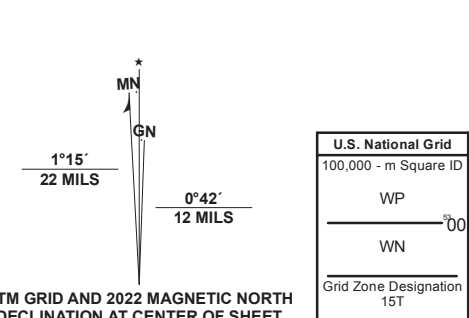 ★
MN
GN
1°15´
22 MILS
0°42´
12 MILS
TM GRID AND 2022 MAGNETIC NORTH
DECLINATION AT CENTER OF SHEET
U.S. National Grid
100,000 - m Square ID
WP
5300
WN
Grid Zone Designation
15T